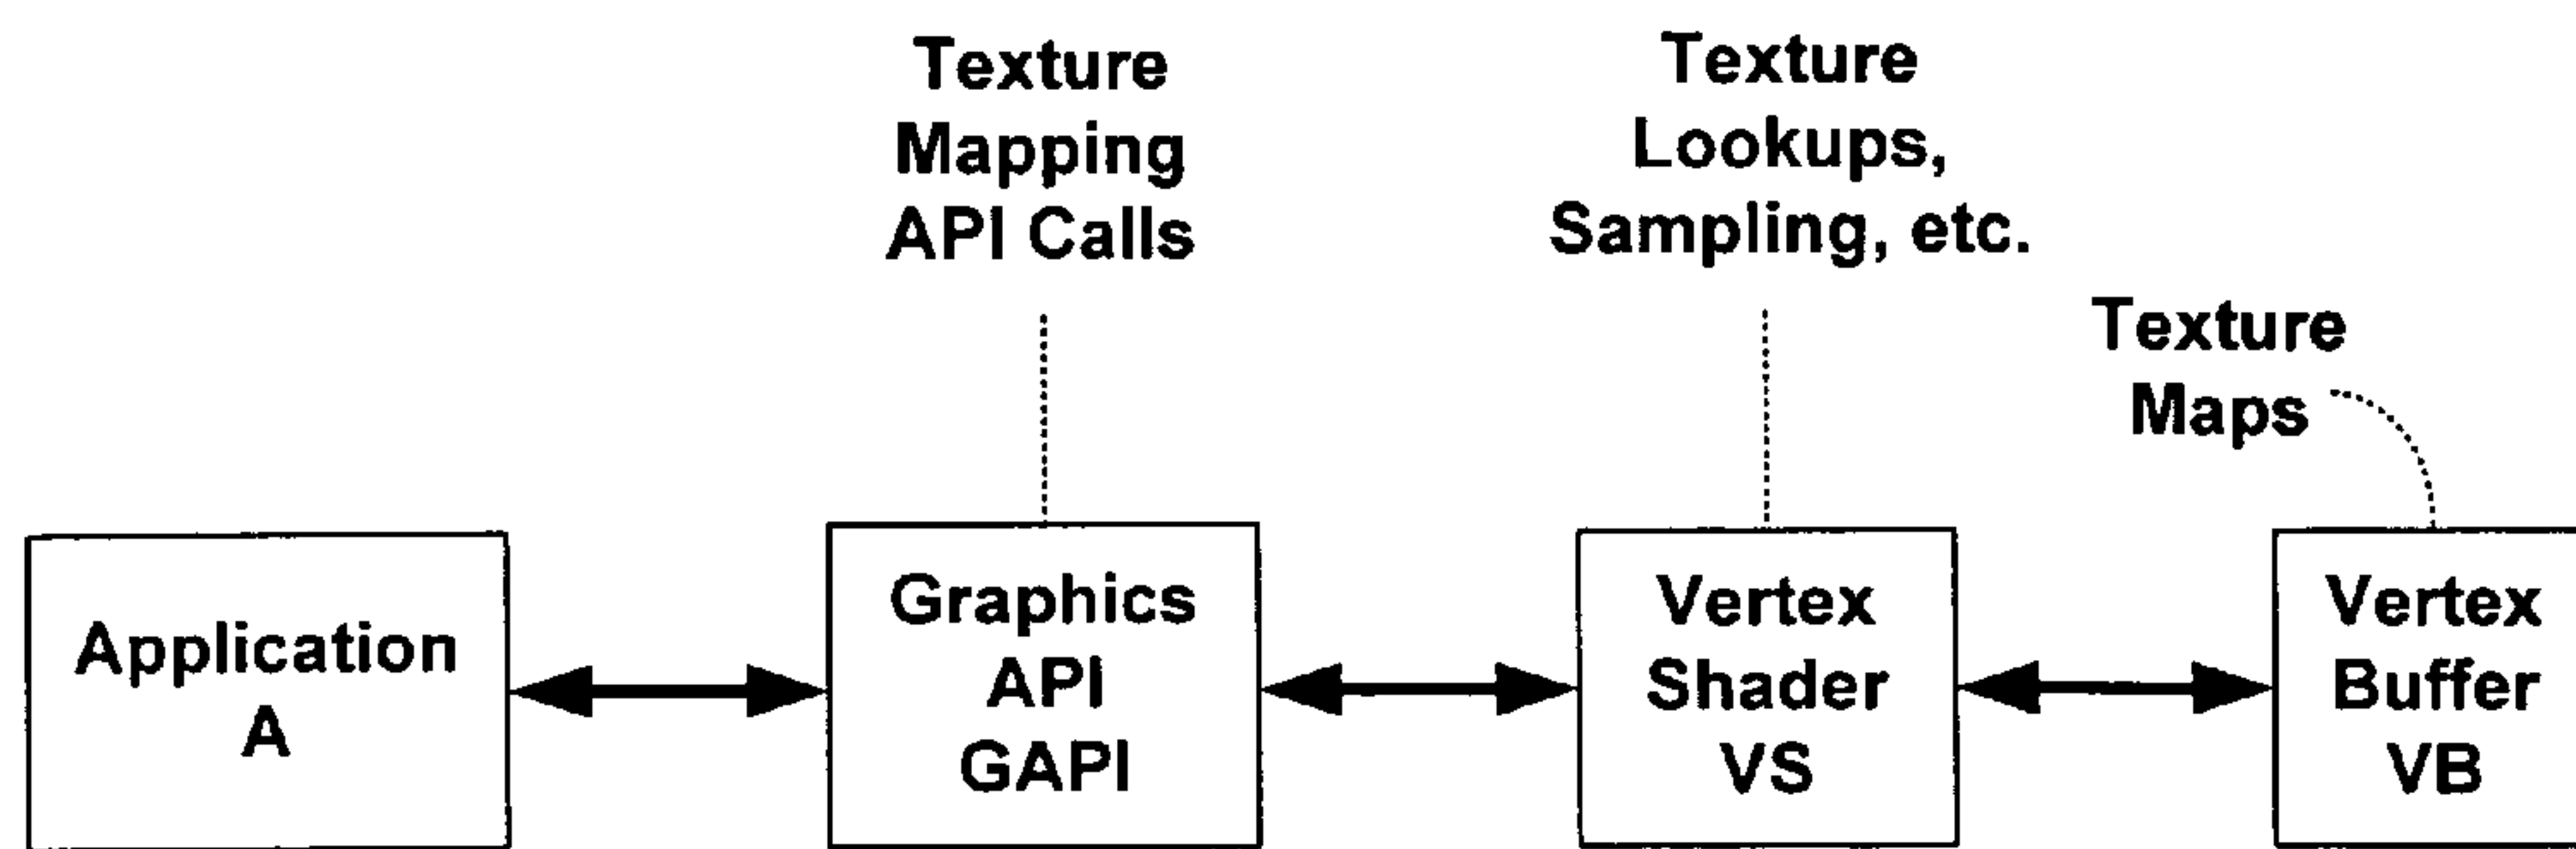 Texture
Mapping
API Calls
Texture
Lookups,
Sampling, etc.
Texture
Maps
Application
A
Graphics
API
GAPI
Vertex
Shader
VS
Vertex
Buffer
VB